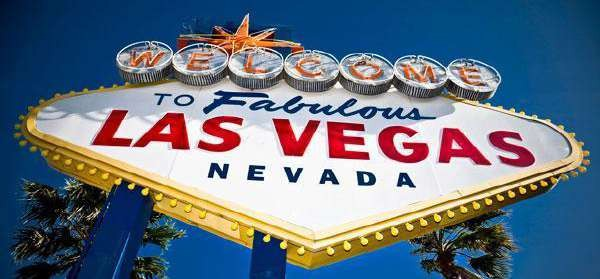 WELCOME
TO Fabulous
LAS VEGAS
NEVADA